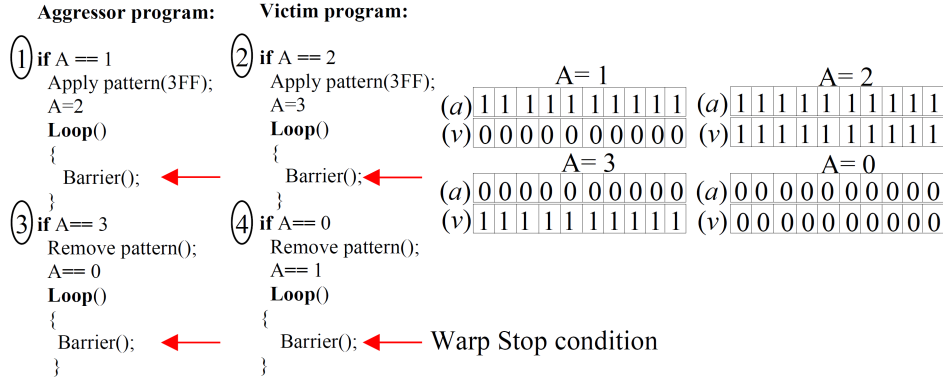 Aggressor program:
1 if A == 1
Apply pattern(3FF);
A=2
Loop()
{
Barrier();
}
3 if A== 3
Remove pattern();
A== 0
Loop()
{
Barrier();
}
Victim program:
2 if A == 2
Apply pattern(3FF);
A=3
Loop()
{
Barrier();
}
4 if A== 0
Remove pattern();
A== 1
Loop()
{
Barrier();
}
Warp Stop condition
A= 1
(a) 1 1 1 1 1 1 1 1 1 1
(v) 0 0 0 0 0 0 0 0 0 0
A= 2
(a) 1 1 1 1 1 1 1 1 1 1
(v) 1 1 1 1 1 1 1 1 1 1
A= 3
(a) 0 0 0 0 0 0 0 0 0 0
(v) 1 1 1 1 1 1 1 1 1 1
A= 0
(a) 0 0 0 0 0 0 0 0 0 0
(v) 0 0 0 0 0 0 0 0 0 0